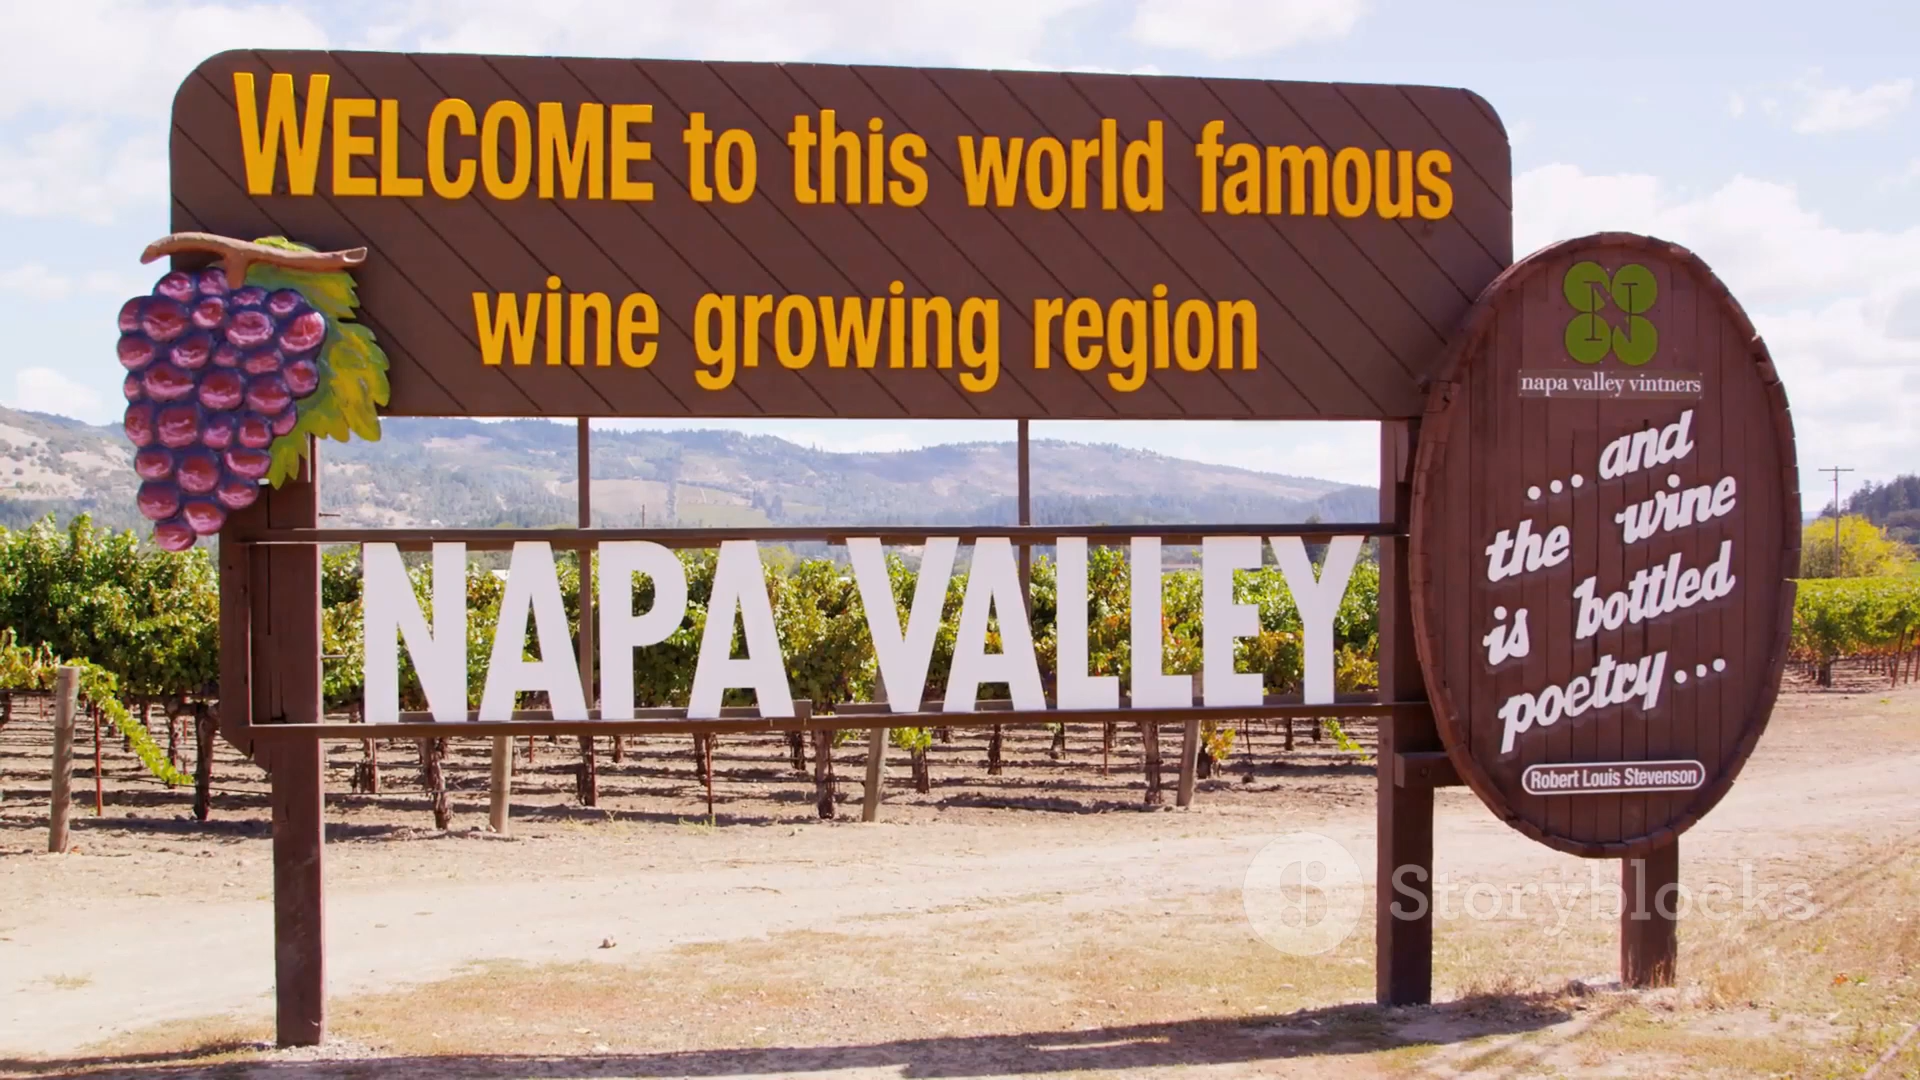 WELCOME to this world famous
wine growing region
NAPA VALLEY
N
napa valley vintners
...and
the wine
is bottled
poetry...
Robert Louis Stevenson
Storyblocks